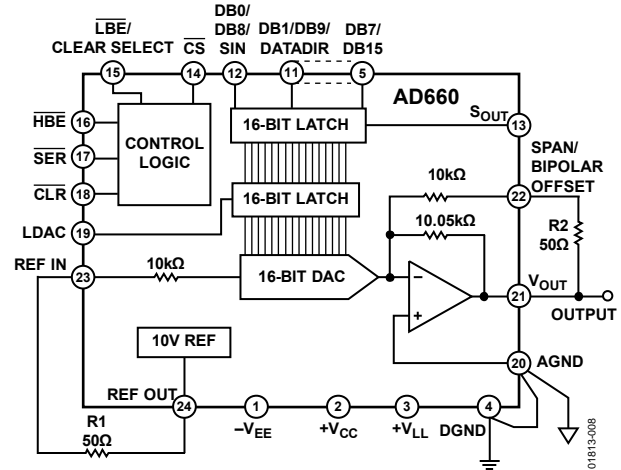 LBE/
CLEAR SELECT
CS
DB0/
DB8/
SIN
DB1/DB9/
DATADIR
DB7/
DB15
15
14
12
11
5
AD660
HBE
16
SER
17
CLR
18
CONTROL
LOGIC
16-BIT LATCH
SOUT
13
SPAN/
BIPOLAR
OFFSET
10kΩ
22
LDAC
19
16-BIT LATCH
10.05kΩ
R2
50Ω
REF IN
23
10kΩ
16-BIT DAC
−
+
VOUT
21
OUTPUT
10V REF
20
AGND
REF OUT
24
1
2
3
4
R1
50Ω
−VEE
+VCC
+VLL
DGND
01813-008